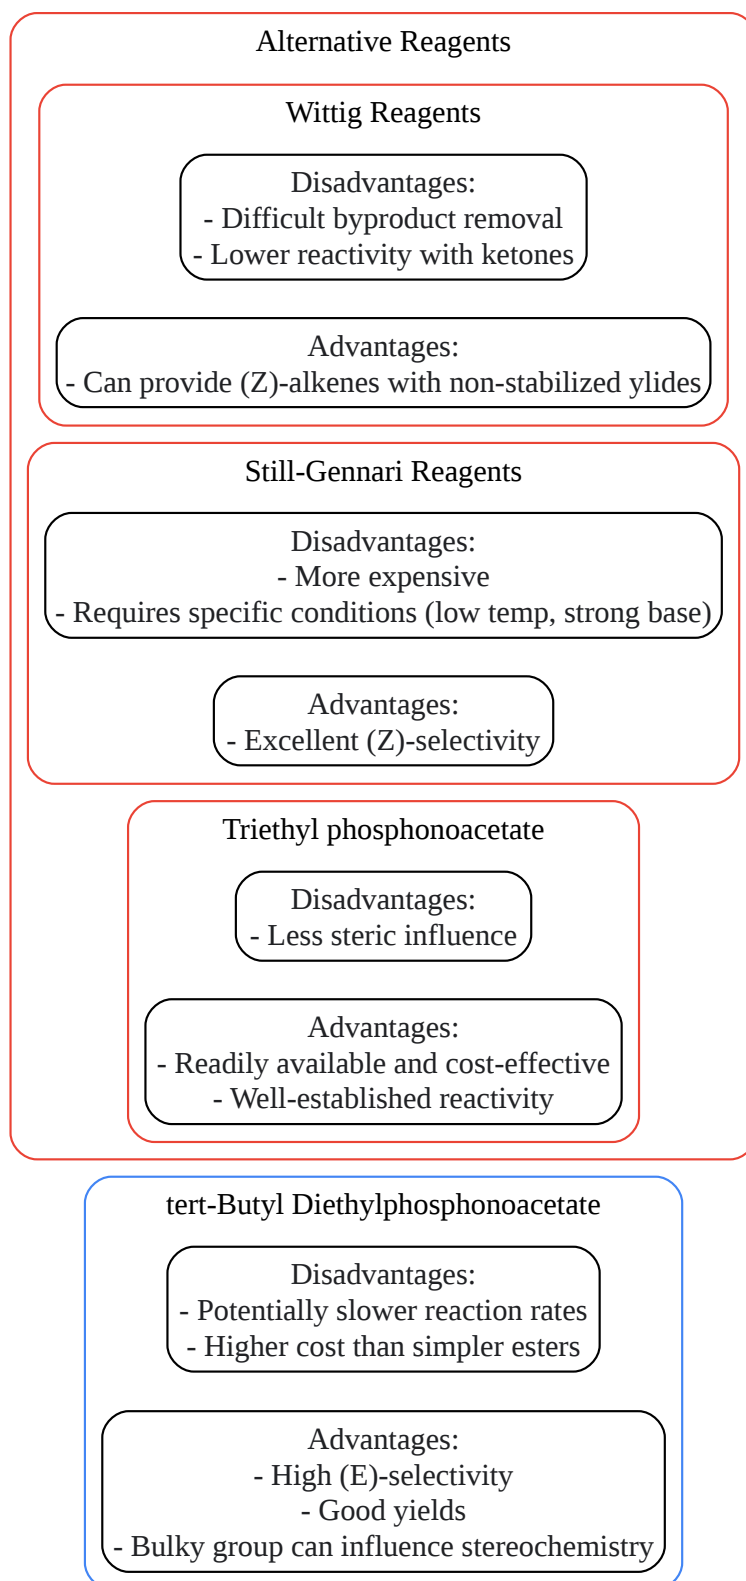 Alternative Reagents
Wittig Reagents
Disadvantages:
- Difficult byproduct removal
- Lower reactivity with ketones
Advantages:
- Can provide (Z)-alkenes with non-stabilized ylides
Still-Gennari Reagents
Disadvantages:
- More expensive
- Requires specific conditions (low temp, strong base)
Advantages:
- Excellent (Z)-selectivity
Triethyl phosphonoacetate
Disadvantages:
- Less steric influence
Advantages:
- Readily available and cost-effective
- Well-established reactivity
tert-Butyl Diethylphosphonoacetate
Disadvantages:
- Potentially slower reaction rates
- Higher cost than simpler esters
Advantages:
- High (E)-selectivity
- Good yields
- Bulky group can influence stereochemistry